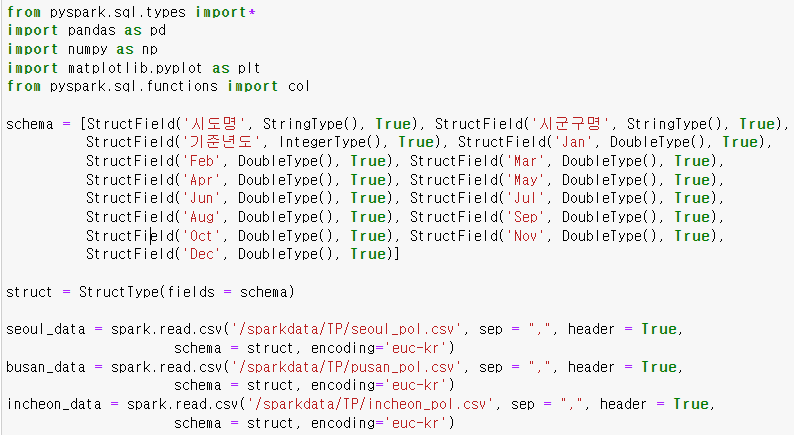 from pyspark.sql.types import*
import pandas as pd
import numpy as np
import matplotlib.pyplot as plt
from pyspark.sql.functions import col
schema = [StructField('시도명', StringType(), True), StructField('시군구명', StringType(), True),
StructField('기준년도', IntegerType(), True), StructField('Jan', DoubleType(), True),
StructField('Feb', DoubleType(), True), StructField('Mar', DoubleType(), True),
StructField('Apr', DoubleType(), True), StructField('May', DoubleType(), True),
StructField('Jun', DoubleType(), True), StructField('Jul', DoubleType(), True),
StructField('Aug', DoubleType(), True), StructField('Sep', DoubleType(), True),
StructField('Oct', DoubleType(), True), StructField('Nov', DoubleType(), True),
StructField('Dec', DoubleType(), True)]
struct = StructType(fields = schema)
seoul_data = spark.read.csv('/sparkdata/TP/seoul_pol.csv', sep = ",", header = True,
schema = struct, encoding='euc-kr')
busan_data = spark.read.csv('/sparkdata/TP/pusan_pol.csv', sep = ",", header = True,
schema = struct, encoding='euc-kr')
incheon_data = spark.read.csv('/sparkdata/TP/incheon_pol.csv', sep = ",", header = True,
schema = struct, encoding='euc-kr')